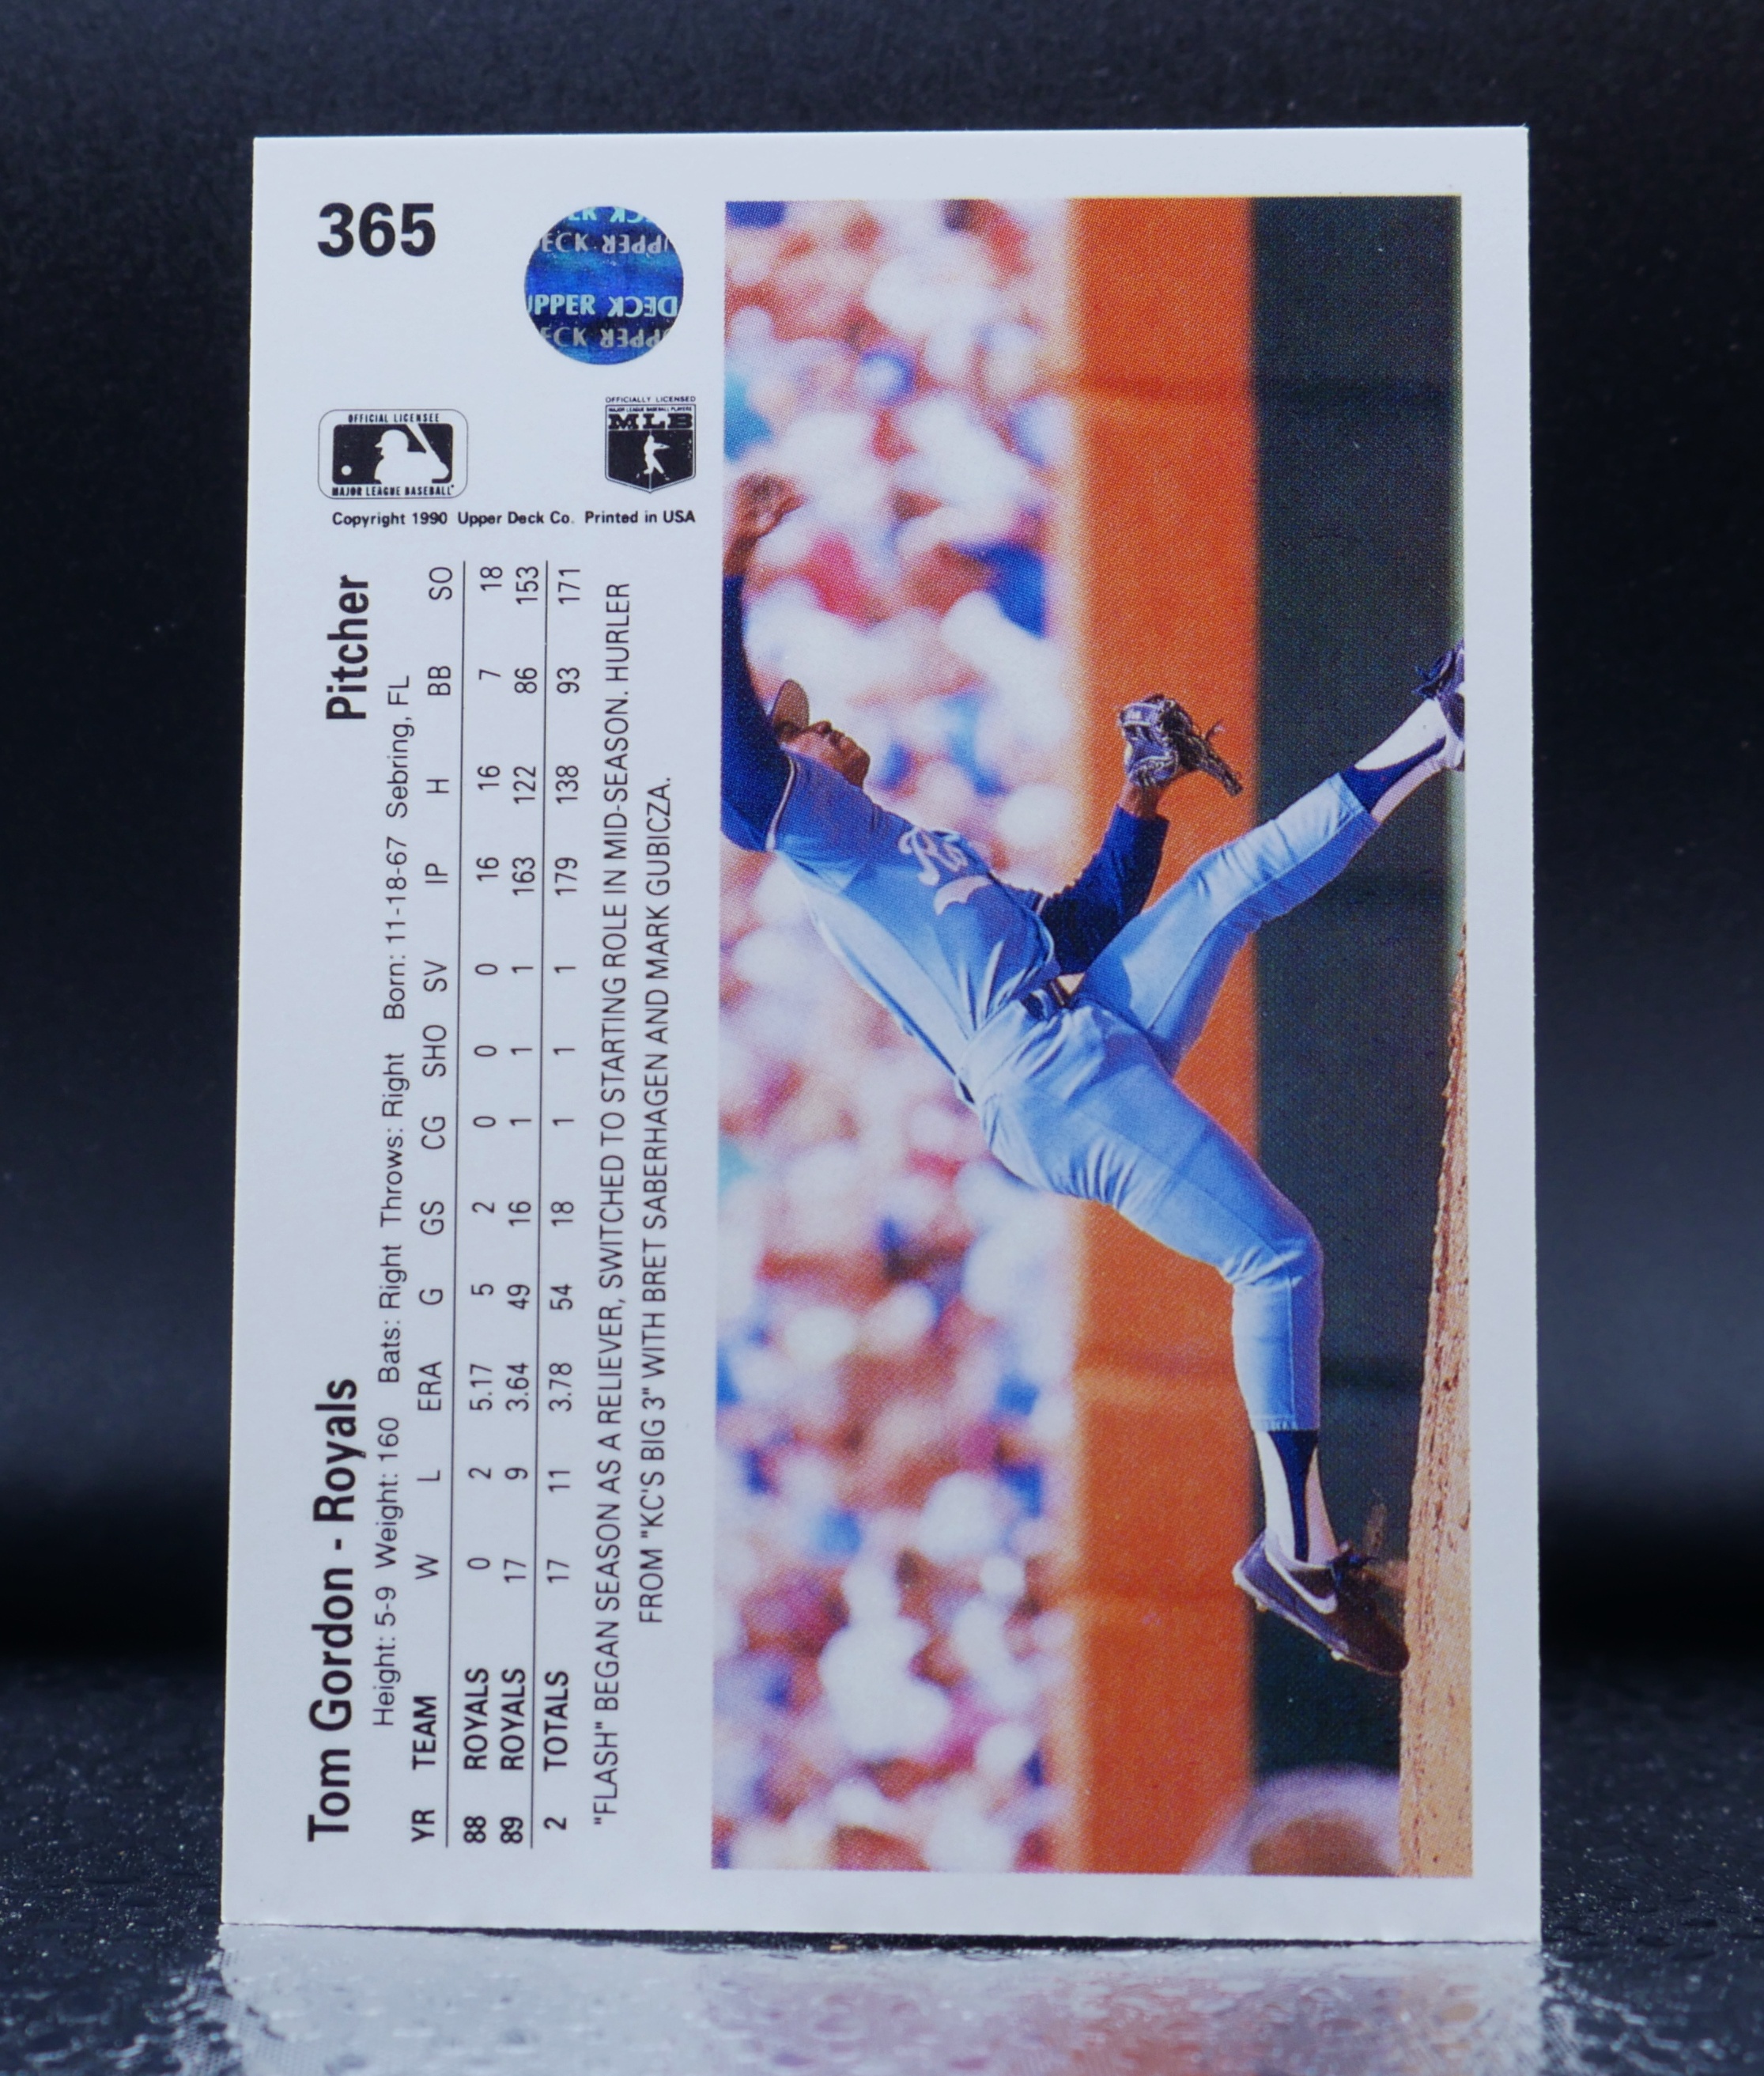 Tom Gordon - Royals Pitcher
365
Height: 5-9 Weight: 160 Bats: Right Throws: Right Born: 11-18-67 Sebring, FL
YR TEAM W L ERA G GS CG SHO SV IP H BB SO
88 ROYALS 0 2 5.17 5 2 0 0 0 16 16 7 18
89 ROYALS 17 9 3.64 49 16 1 1 1 163 122 86 153
2 TOTALS 17 11 3.78 54 18 1 1 1 179 138 93 171
"FLASH" BEGAN SEASON AS A RELIEVER, SWITCHED TO STARTING ROLE IN MID-SEASON. HURLER
FROM "KC'S BIG 3" WITH BRET SABERHAGEN AND MARK GUBICZA.
Copyright 1990 Upper Deck Co. Printed in USA
OFFICIAL LICENSEE
MAJOR LEAGUE BASEBALL
OFFICIALLY LICENSED
MAJOR LEAGUE BASEBALL PLAYERS
MLB
UPPER DECK
Ro